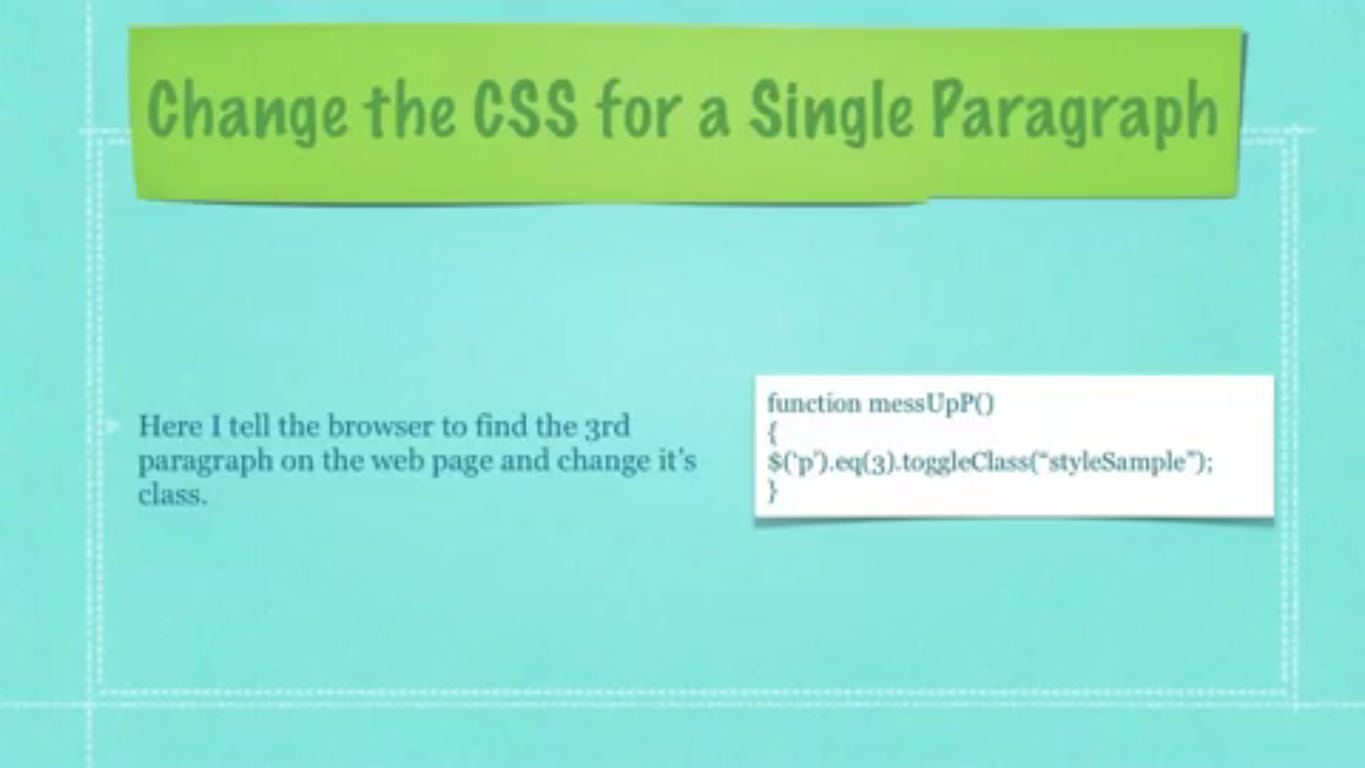 Change the CSS for a Single Paragraph
Here I tell the browser to find the 3rd
paragraph on the web page and change it's
class.
function messUpP()
{
$(‘p’).eq(3).toggleClass(“styleSample”);
}